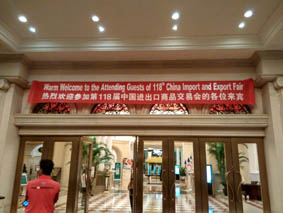 Warm Welcome to the Attending Guests of 118th China Import and Export Fair
热烈欢迎参加第118届中国进出口商品交易会的各位来宾